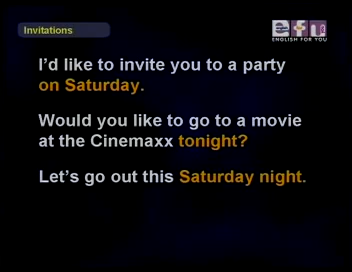 Invitations
efu
ENGLISH FOR YOU
I'd like to invite you to a party
on Saturday.
Would you like to go to a movie
at the Cinemaxx tonight?
Let's go out this Saturday night.